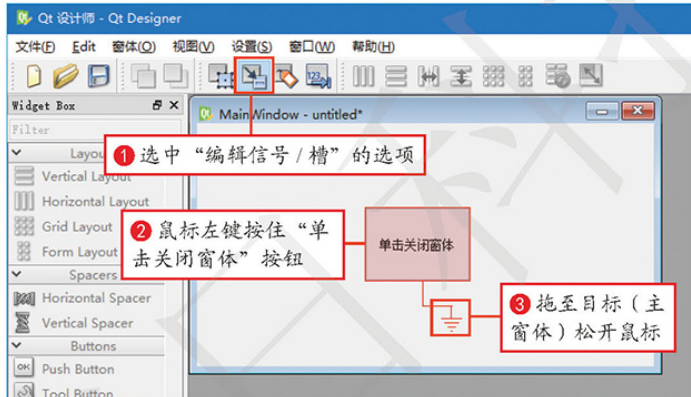 Qt 设计师 - Qt Designer
文件(F) Edit 窗体(O) 视图(V) 设置(S) 窗口(W) 帮助(H)
123
Widget Box
MainWindow - untitled*
Filter
1 选中“编辑信号/槽”的选项
Layou
Vertical Layout
Horizontal Layout
Grid Layout
Form Layout
2 鼠标左键按住“单
击关闭窗体”按钮
单击关闭窗体
Spacers
Horizontal Spacer
Vertical Spacer
3 拖至目标(主
窗体)松开鼠标
Buttons
OK Push Button
Tool Button